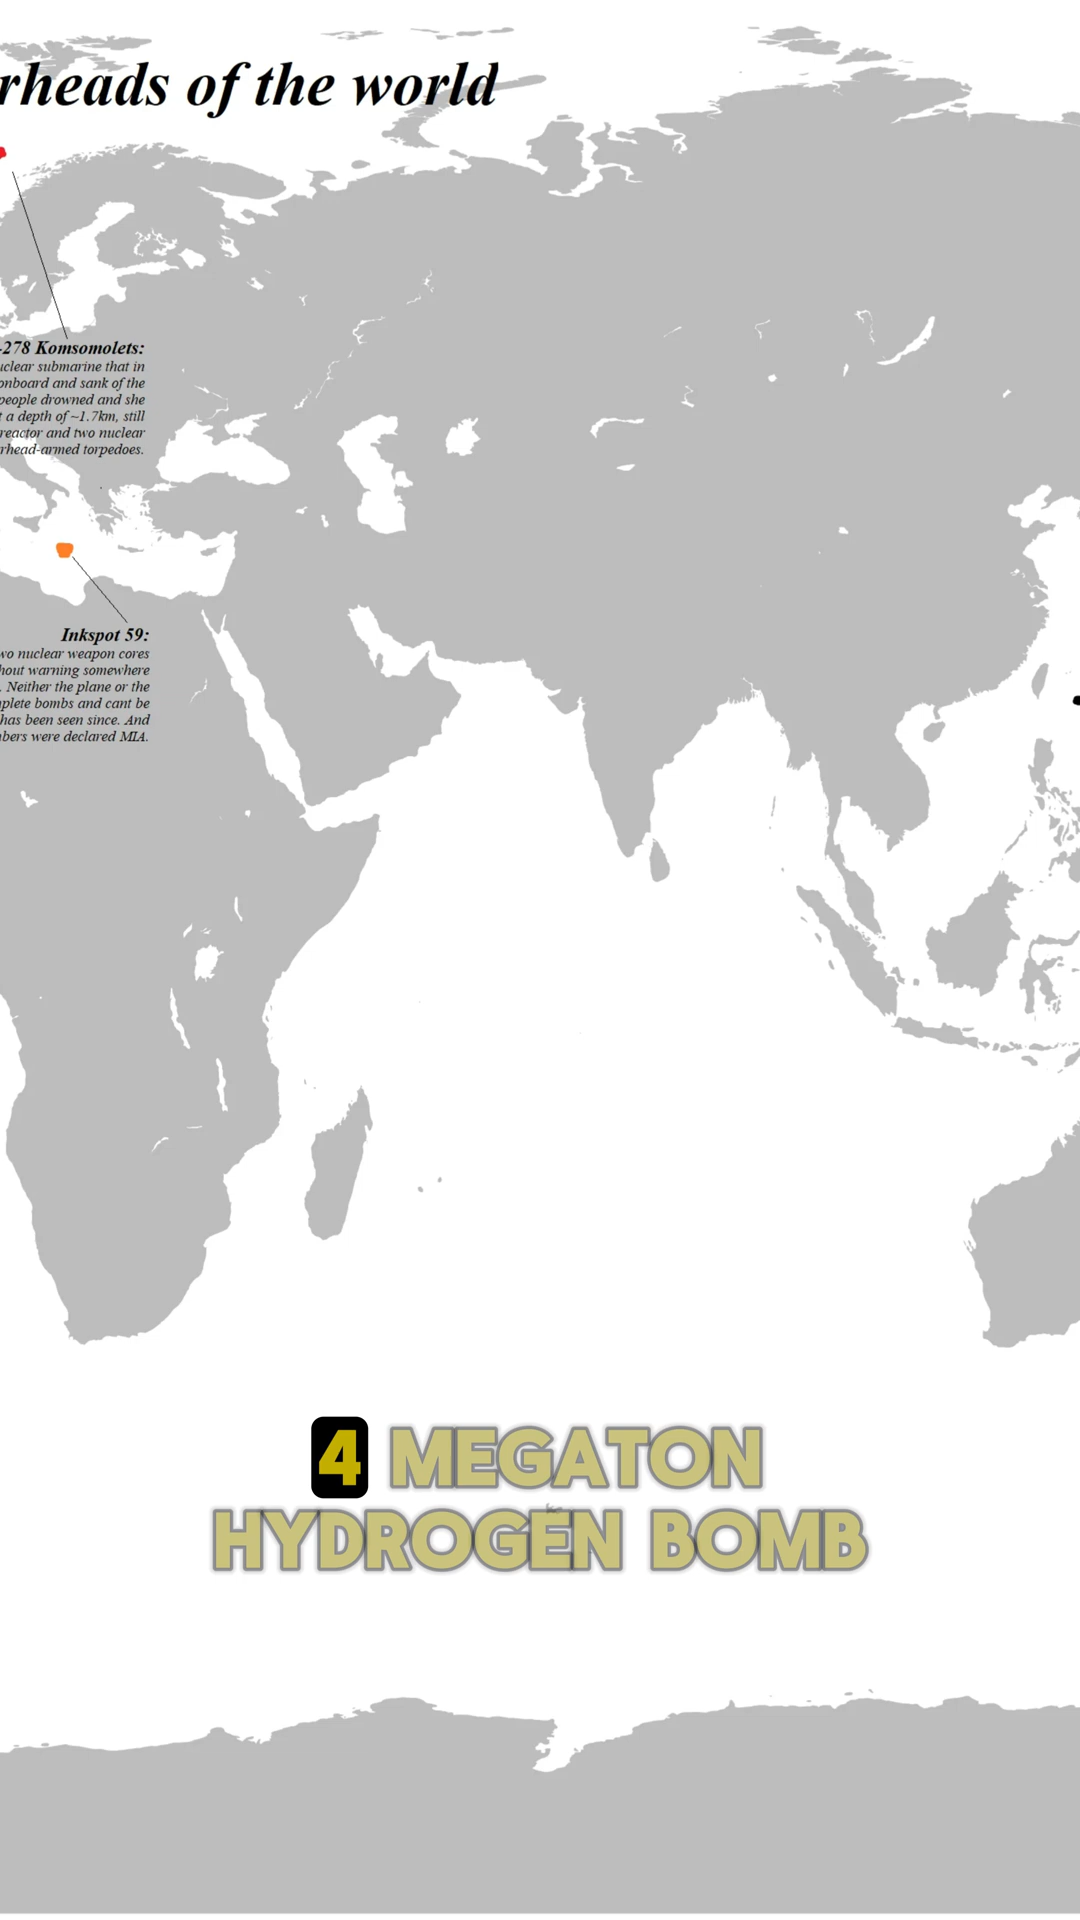 rheads of the world
-278 Komsomolets:
uclear submarine that in
onboard and sank of the
people drowned and she
t a depth of ~1.7km, still
reactor and two nuclear
rhead-armed torpedoes.
Inkspot 59:
wo nuclear weapon cores
hout warning somewhere
. Neither the plane or the
nplete bombs and cant be
has been seen since. And
nbers were declared MIA.
4 MEGATON
HYDROGEN BOMB